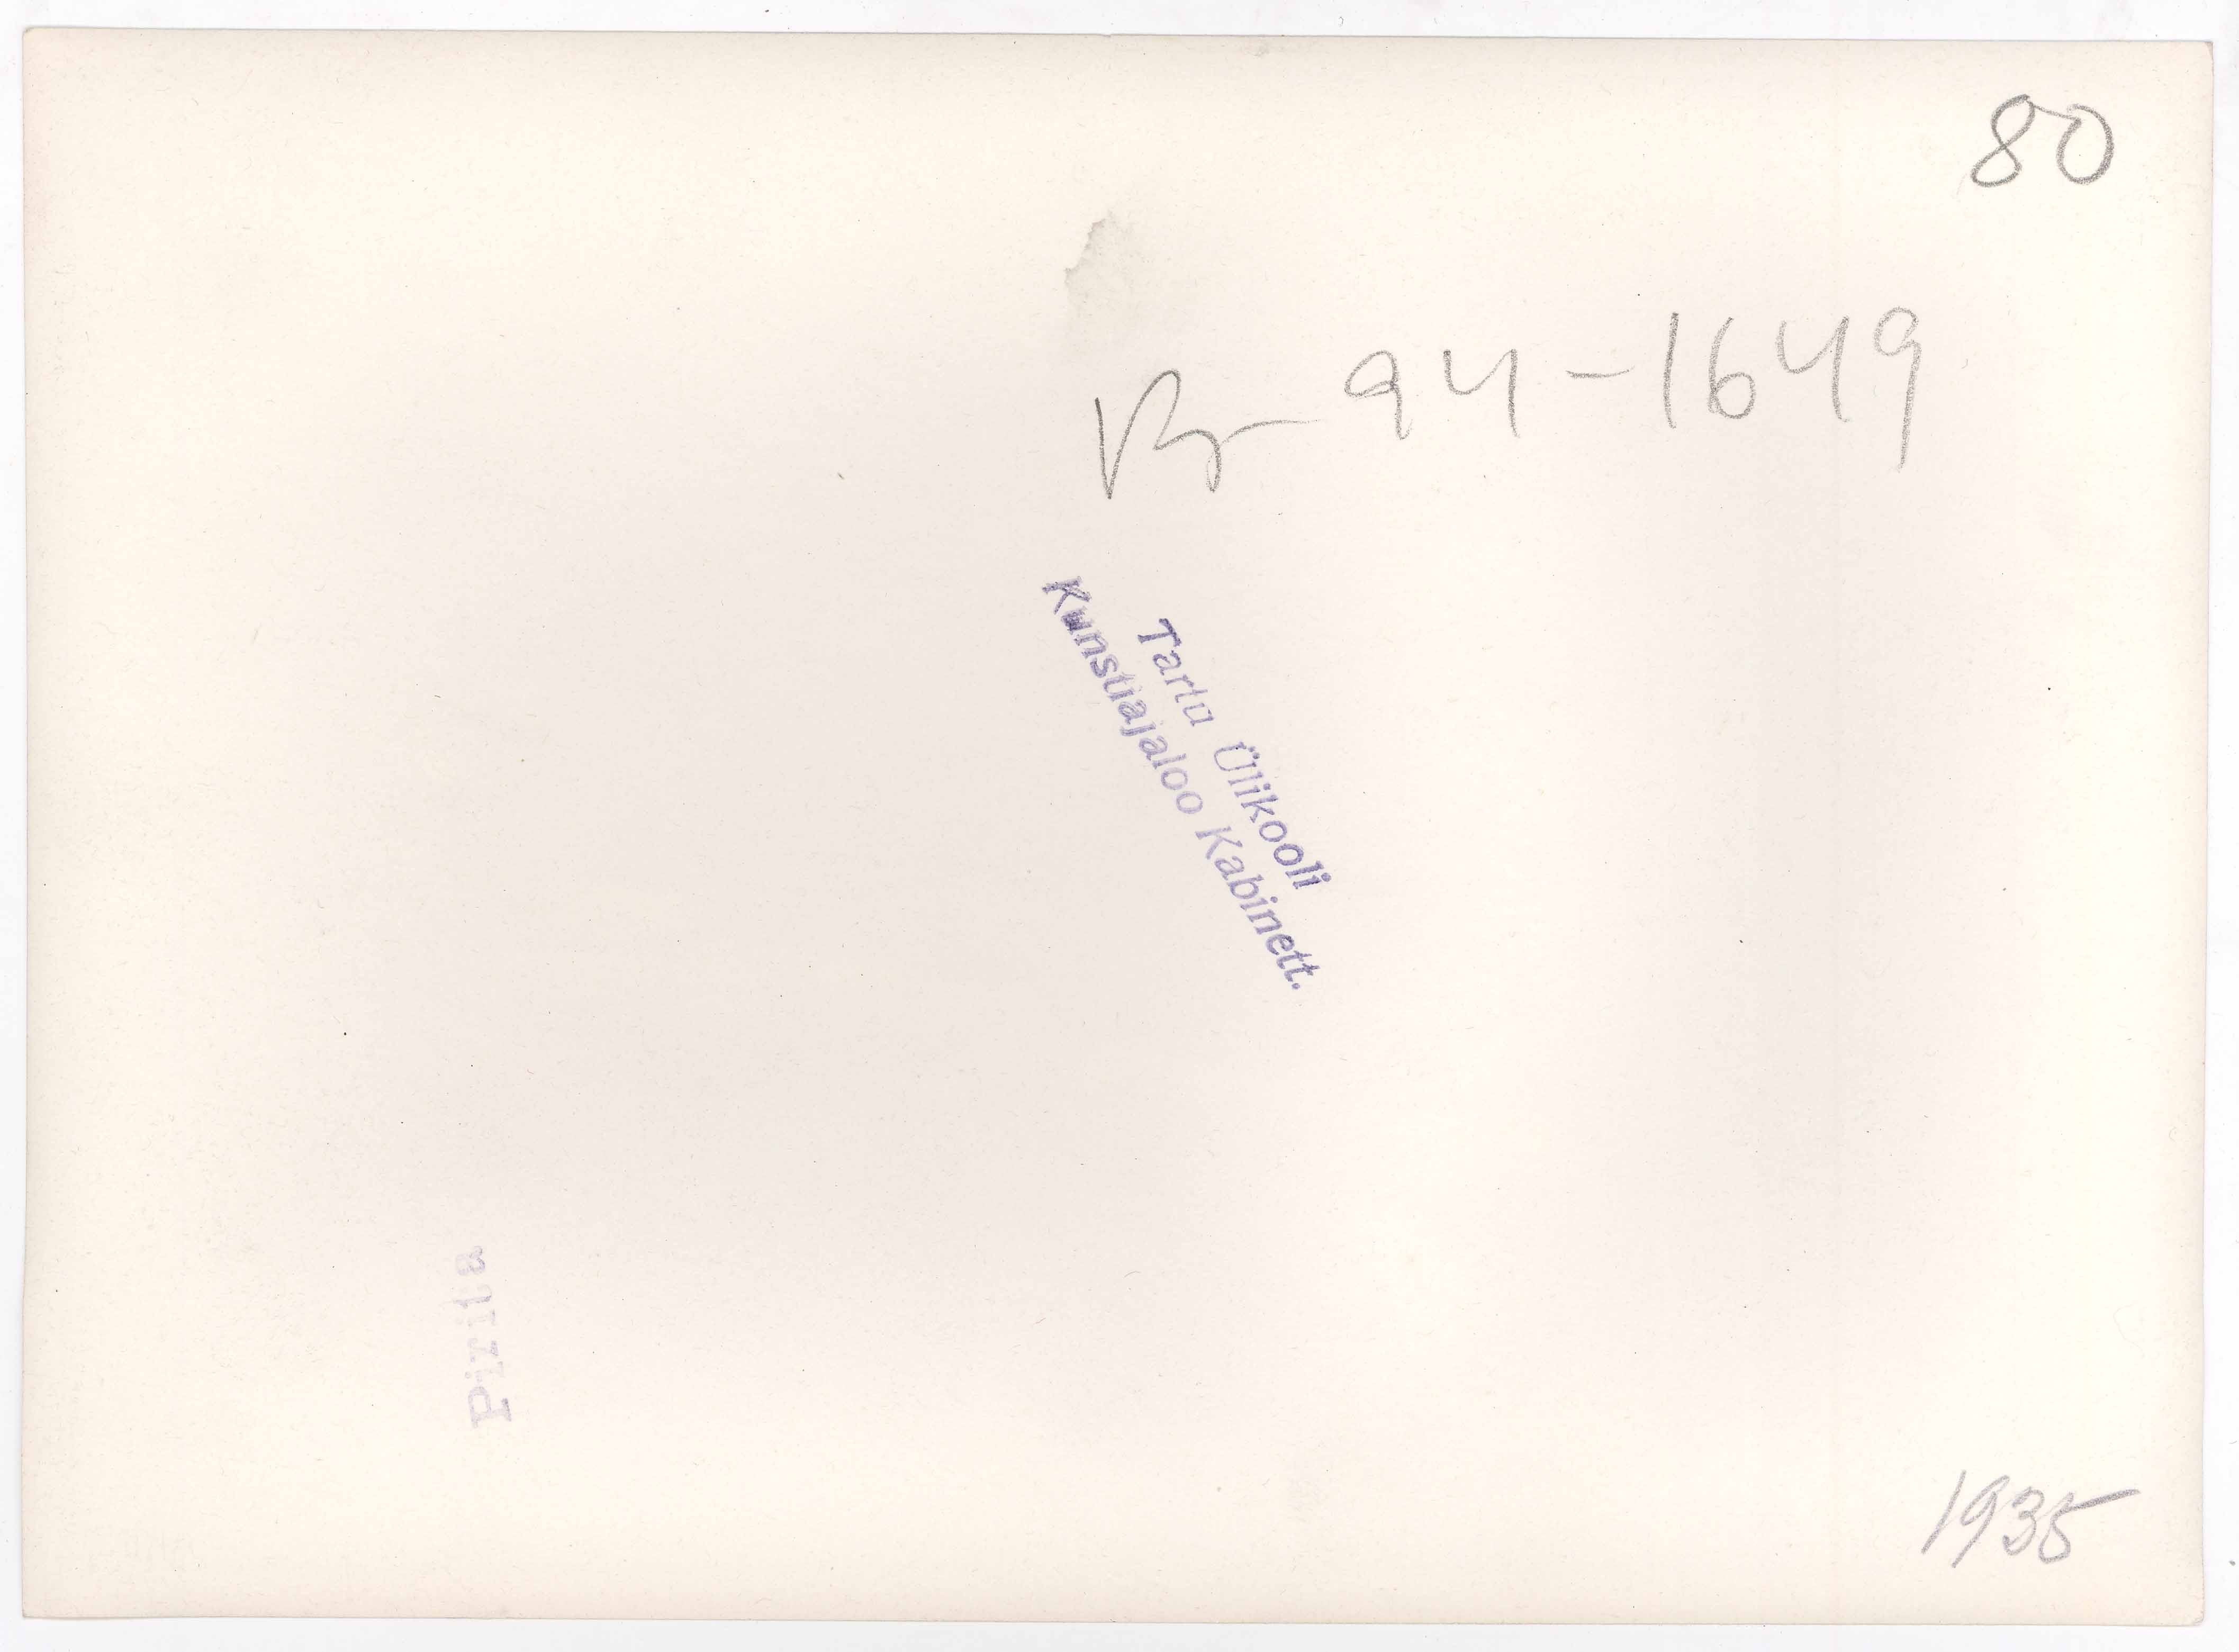 80
94-1649
Tartu Ülikooli
Kunstiajaloo Kabinett.
Pirita
1935